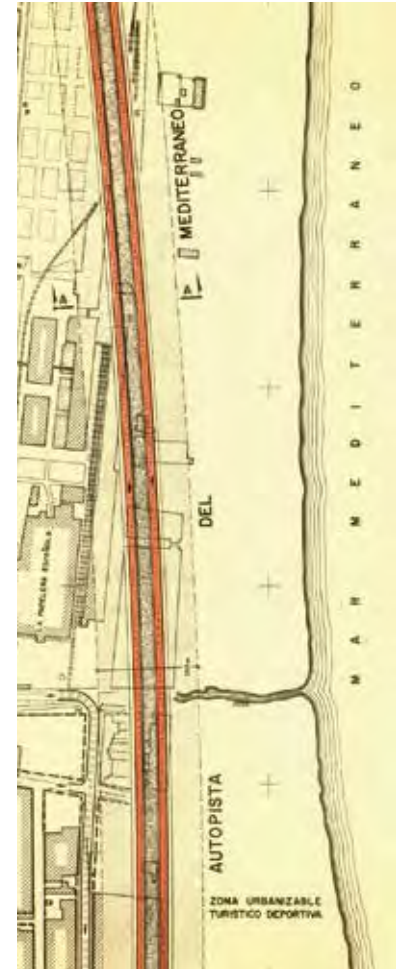 AUTOPISTA DEL MEDITERRANEO
MAR MEDITERRANEO
A
A
LA PAPELERA ESPAÑOLA
ZONA URBANIZABLE
TURISTICO DEPORTIVA